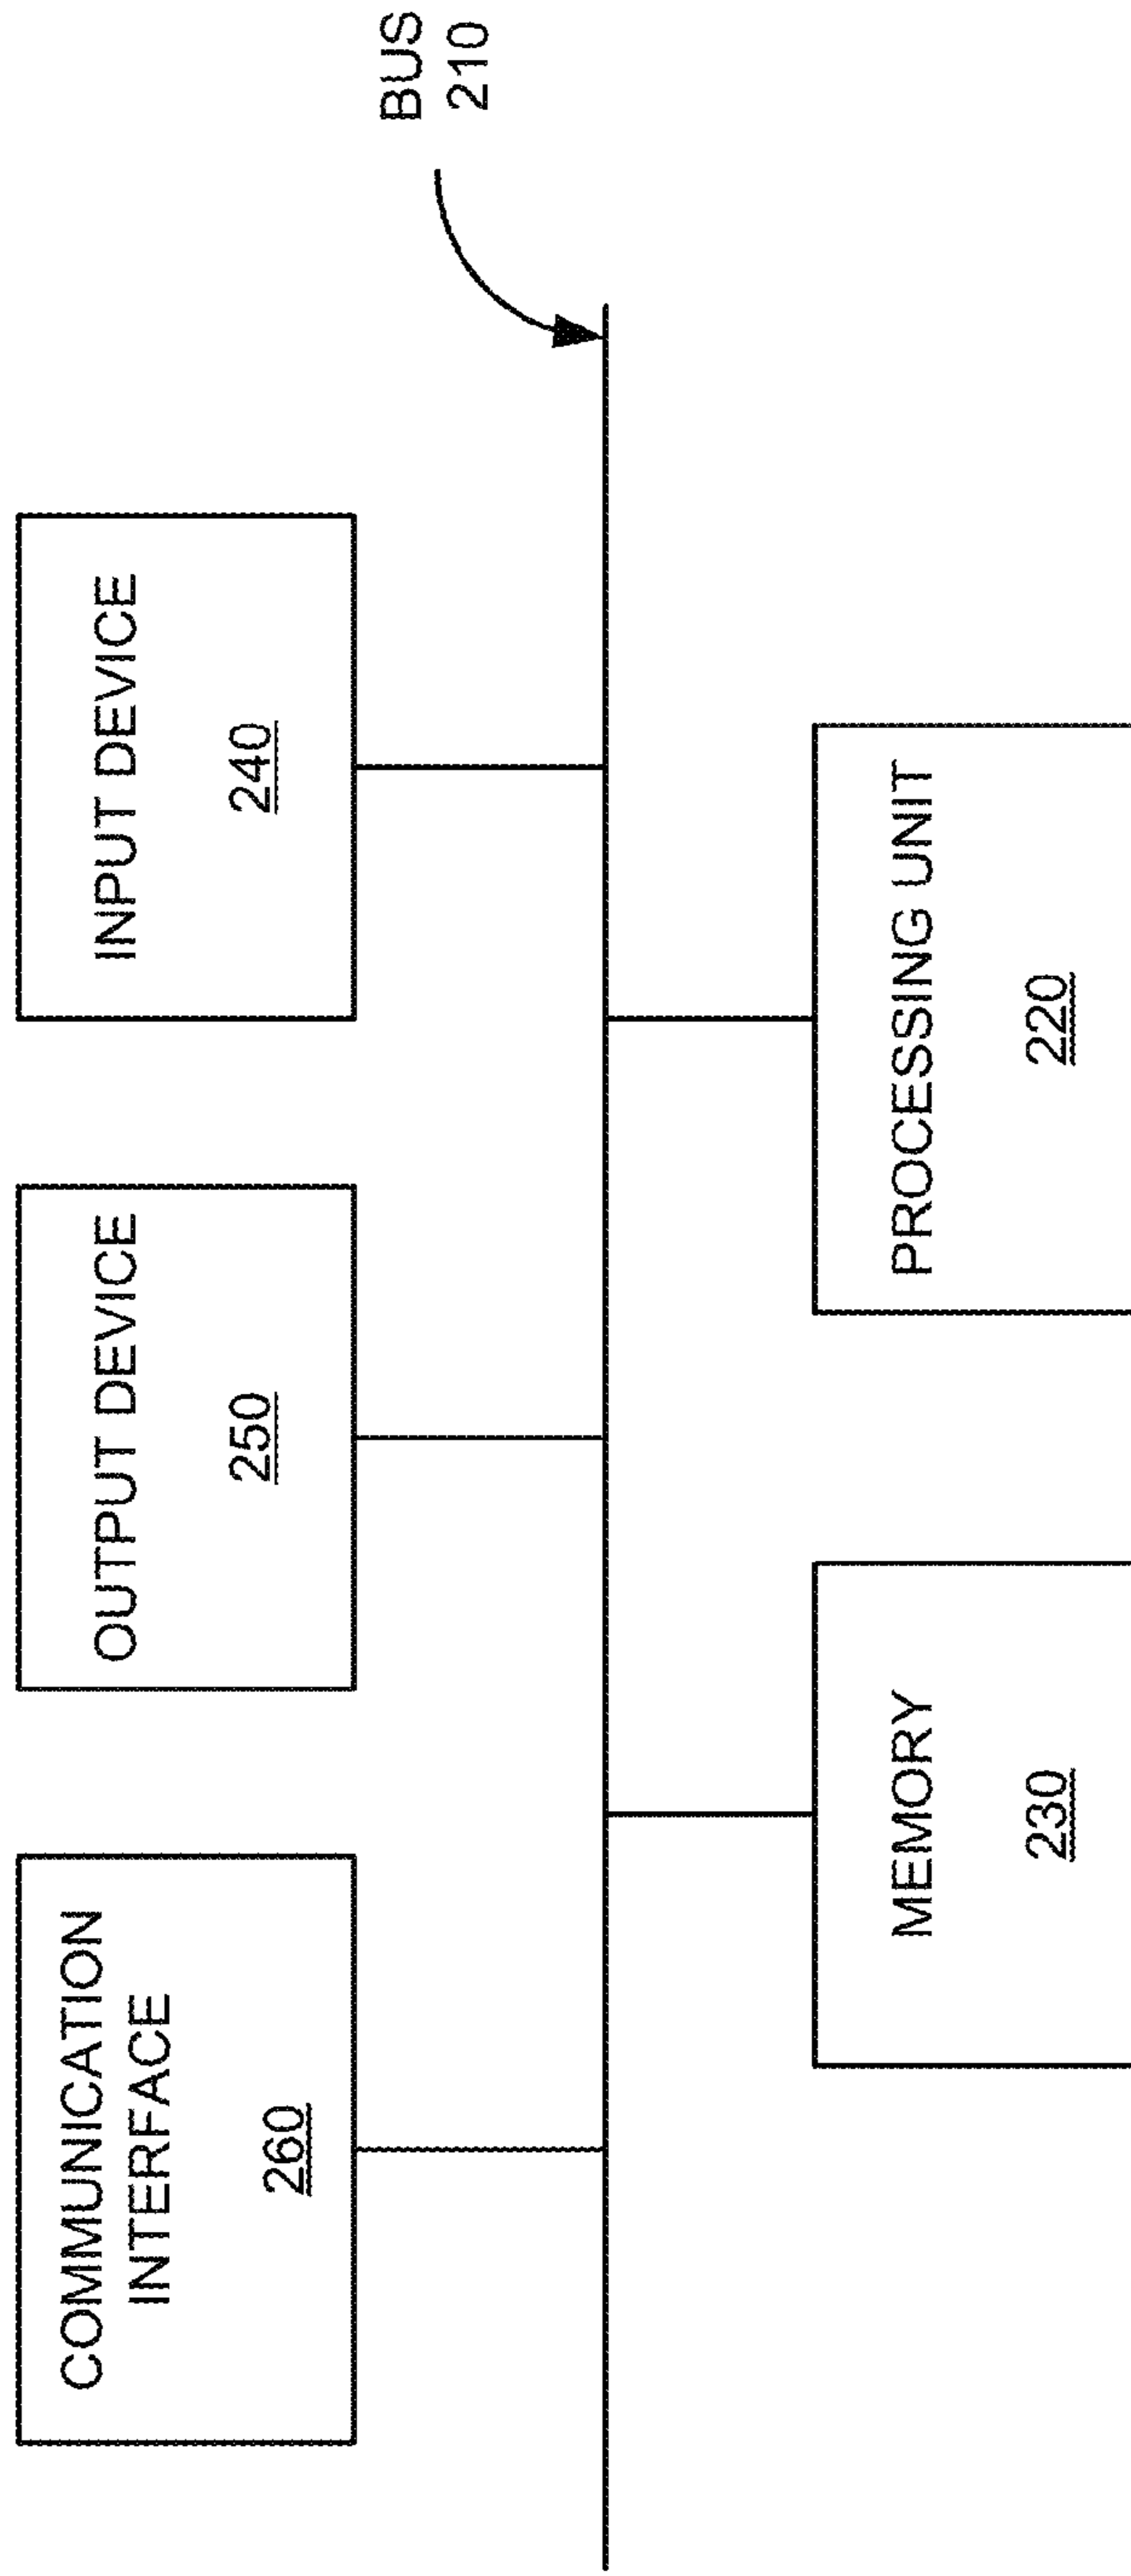 COMMUNICATION
INTERFACE
260
OUTPUT DEVICE
250
INPUT DEVICE
240
BUS
210
MEMORY
230
PROCESSING UNIT
220